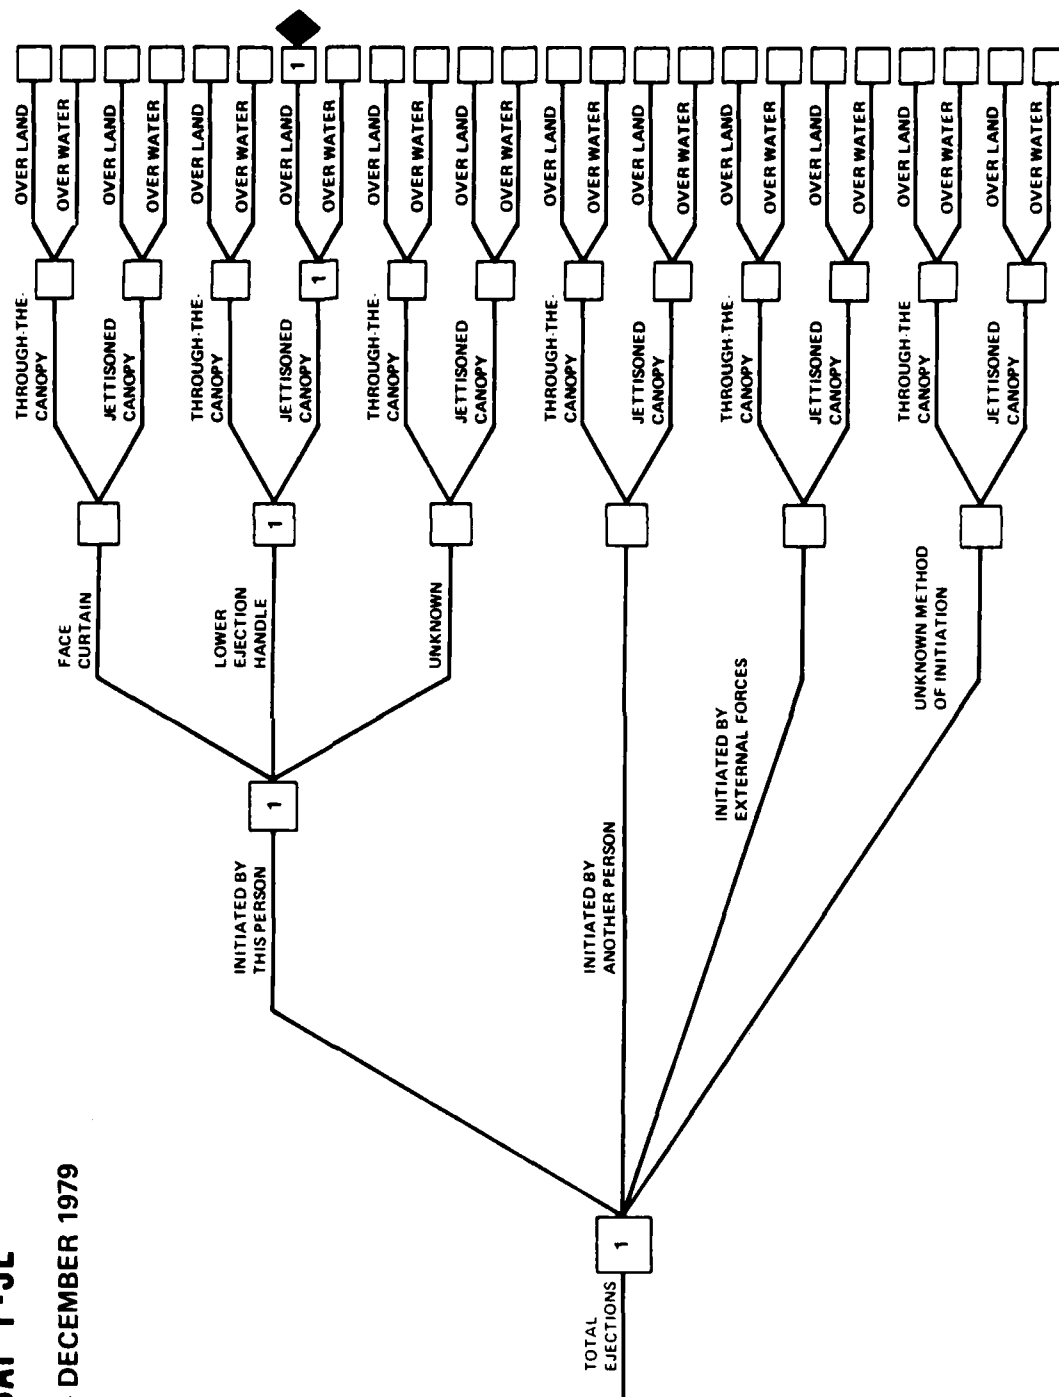 DECEMBER 1979
TOTAL
EJECTIONS
1
INITIATED BY
THIS PERSON
1
INITIATED BY
ANOTHER PERSON
INITIATED BY
EXTERNAL FORCES
UNKNOWN METHOD
OF INITIATION
FACE
CURTAIN
LOWER
EJECTION
HANDLE
1
UNKNOWN
THROUGH-THE-
CANOPY
JETTISONED
CANOPY
THROUGH-THE-
CANOPY
JETTISONED
CANOPY
1
THROUGH-THE-
CANOPY
JETTISONED
CANOPY
THROUGH-THE-
CANOPY
JETTISONED
CANOPY
THROUGH-THE-
CANOPY
JETTISONED
CANOPY
THROUGH-THE
CANOPY
JETTISONED
CANOPY
OVER LAND
OVER WATER
OVER LAND
OVER WATER
OVER LAND
OVER WATER
OVER LAND
1
OVER WATER
OVER LAND
OVER WATER
OVER LAND
OVER WATER
OVER LAND
OVER WATER
OVER LAND
OVER WATER
OVER LAND
OVER WATER
OVER LAND
OVER WATER
OVER LAND
OVER WATER
OVER LAND
OVER WATER